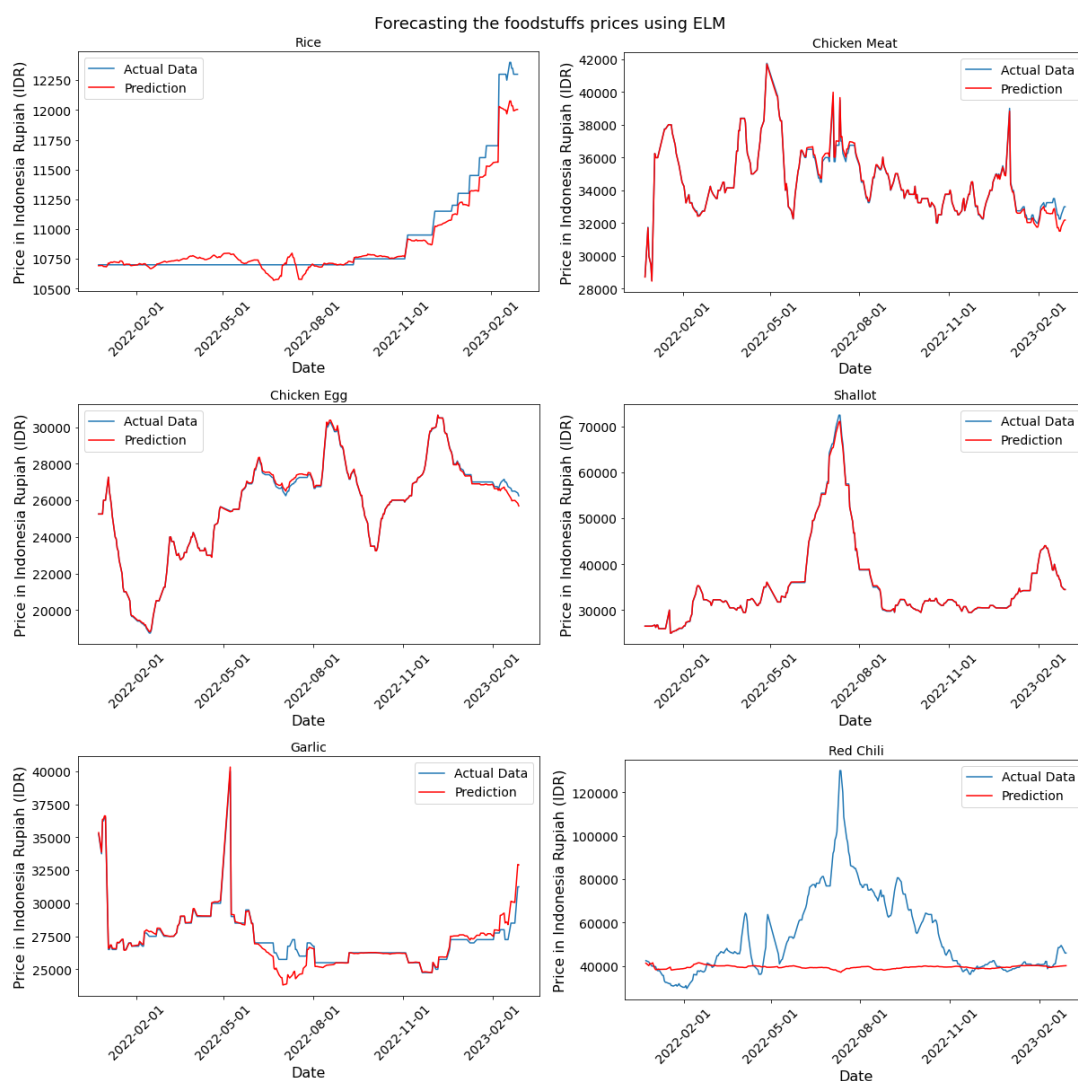 Forecasting the foodstuffs prices using ELM
Rice
Price in Indonesia Rupiah (IDR)
12250
12000
11750
11500
11250
11000
10750
10500
Actual Data
Prediction
2022-02-01
2022-05-01
2022-08-01
2022-11-01
2023-02-01
Date
Chicken Meat
Price in Indonesia Rupiah (IDR)
42000
40000
38000
36000
34000
32000
30000
28000
Actual Data
Prediction
2022-02-01
2022-05-01
2022-08-01
2022-11-01
2023-02-01
Date
Chicken Egg
Price in Indonesia Rupiah (IDR)
30000
28000
26000
24000
22000
20000
Actual Data
Prediction
2022-02-01
2022-05-01
2022-08-01
2022-11-01
2023-02-01
Date
Shallot
Price in Indonesia Rupiah (IDR)
70000
60000
50000
40000
30000
Actual Data
Prediction
2022-02-01
2022-05-01
2022-08-01
2022-11-01
2023-02-01
Date
Garlic
Price in Indonesia Rupiah (IDR)
40000
37500
35000
32500
30000
27500
25000
Actual Data
Prediction
2022-02-01
2022-05-01
2022-08-01
2022-11-01
2023-02-01
Date
Red Chili
Price in Indonesia Rupiah (IDR)
120000
100000
80000
60000
40000
Actual Data
Prediction
2022-02-01
2022-05-01
2022-08-01
2022-11-01
2023-02-01
Date